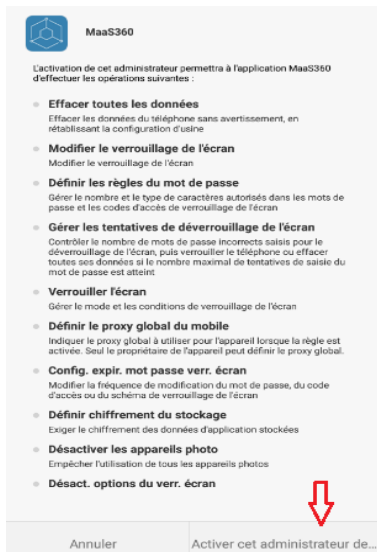 MaaS360
L'activation de cet administrateur permettra à l'application MaaS360
d'effectuer les opérations suivantes :
Effacer toutes les données
Effacer les données du téléphone sans avertissement, en
rétablissant la configuration d'usine
Modifier le verrouillage de l'écran
Modifier le verrouillage de l'écran
Définir les règles du mot de passe
Gérer le nombre et le type de caractères autorisés dans les mots de
passe et les codes d'accès de verrouillage de l'écran
Gérer les tentatives de déverrouillage de l'écran
Contrôler le nombre de mots de passe incorrects saisis pour le
déverrouillage de l'écran, puis verrouiller le téléphone ou effacer
toutes ses données si le nombre maximal de tentatives de saisie du
mot de passe est atteint
Verrouiller l'écran
Gérer le mode et les conditions de verrouillage de l'écran
Définir le proxy global du mobile
Indiquer le proxy global à utiliser pour l'appareil lorsque la règle est
activée. Seul le propriétaire de l'appareil peut définir le proxy global.
Config. expir. mot passe verr. écran
Modifier la fréquence de modification du mot de passe, du code
d'accès ou du schéma de verrouillage de l'écran
Définir chiffrement du stockage
Exiger le chiffrement des données d'application stockées
Désactiver les appareils photo
Empêcher l'utilisation de tous les appareils photos
Désact. options du verr. écran
Annuler
Activer cet administrateur de...